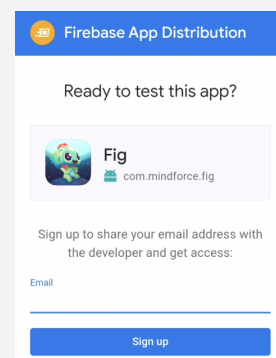 Firebase App Distribution
Ready to test this app?
Fig
com.mindforce.fig
Sign up to share your email address with
the developer and get access:
Email
Sign up